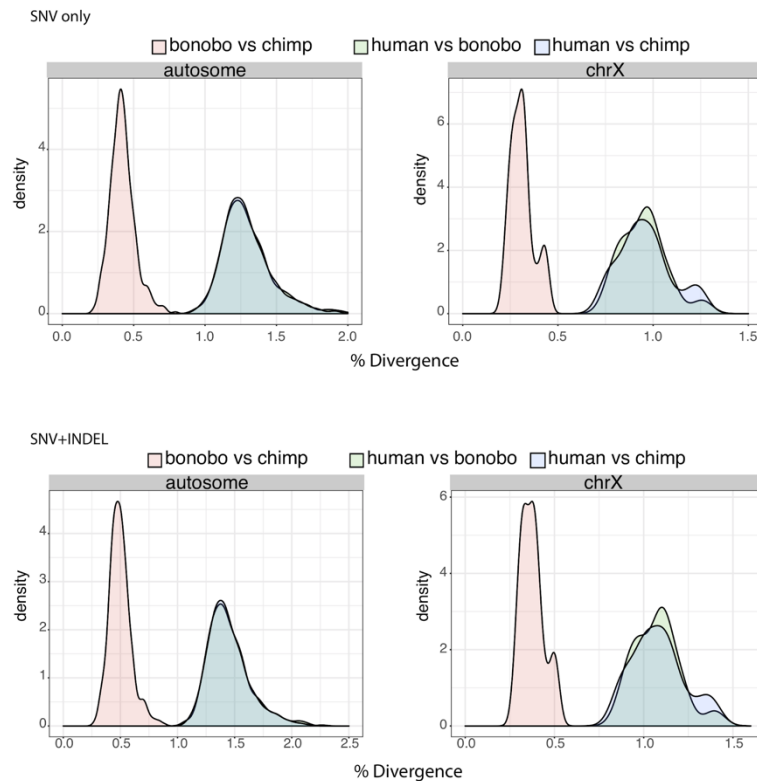 SNV only
bonobo vs chimp human vs bonobo human vs chimp
autosome chrX
density
4
2
0
0.0 0.5 1.0 1.5 2.0
density
6
4
2
0
0.0 0.5 1.0 1.5
% Divergence
SNV+INDEL
bonobo vs chimp human vs bonobo human vs chimp
autosome chrX
density
4
3
2
1
0
0.0 0.5 1.0 1.5 2.0 2.5
density
6
4
2
0
0.0 0.5 1.0 1.5
% Divergence